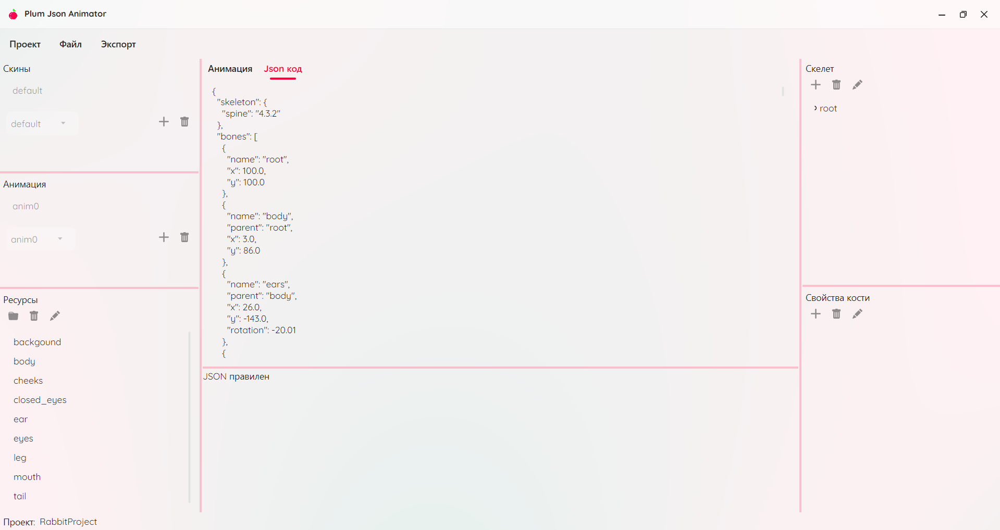 Plum Json Animator
Проект Файл Экспорт
Скины
default
default
Анимация
anim0
anim0
Ресурсы
backgound
body
cheeks
closed_eyes
ear
eyes
leg
mouth
tail
Анимация Json код
{
"skeleton": {
"spine": "4.3.2"
},
"bones": [
{
"name": "root",
"x": 100.0,
"y": 100.0
},
{
"name": "body",
"parent": "root",
"x": 3.0,
"y": 86.0
},
{
"name": "ears",
"parent": "body",
"x": 26.0,
"y": -143.0,
"rotation": -20.01
},
{
JSON правилен
Скелет
root
Свойства кости
Проект: RabbitProject